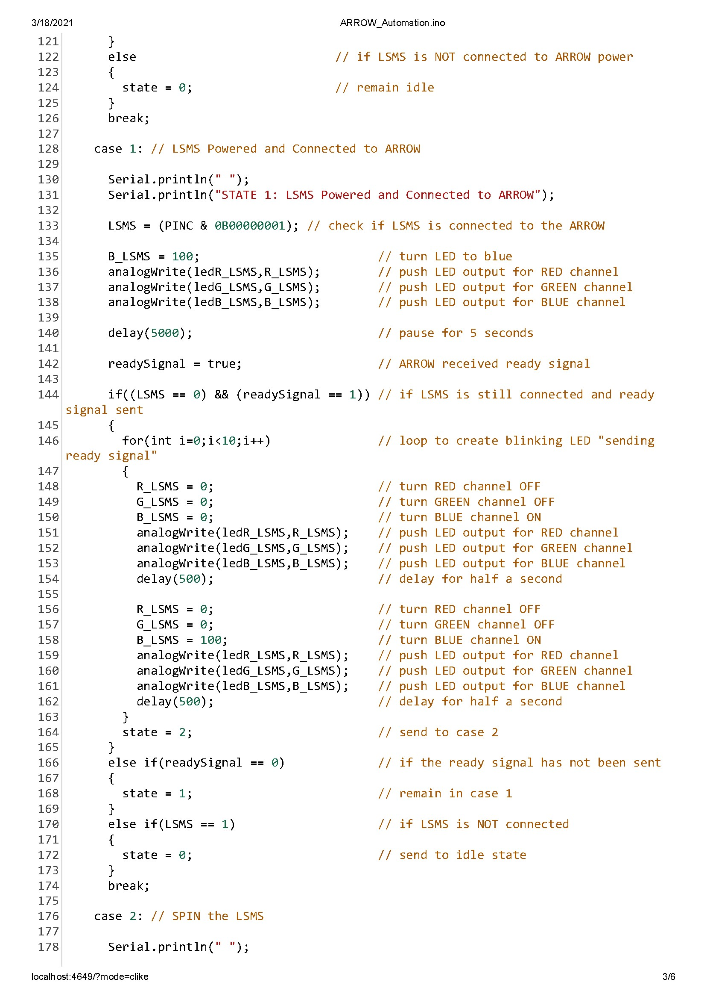 3/18/2021 ARROW_Automation.ino
121 }
122 else // if LSMS is NOT connected to ARROW power
123 {
124 state = 0; // remain idle
125 }
126 break;
127
128 case 1: // LSMS Powered and Connected to ARROW
129
130 Serial.println(" ");
131 Serial.println("STATE 1: LSMS Powered and Connected to ARROW");
132
133 LSMS = (PINC & 0B00000001); // check if LSMS is connected to the ARROW
134
135 B_LSMS = 100; // turn LED to blue
136 analogWrite(ledR_LSMS,R_LSMS); // push LED output for RED channel
137 analogWrite(ledG_LSMS,G_LSMS); // push LED output for GREEN channel
138 analogWrite(ledB_LSMS,B_LSMS); // push LED output for BLUE channel
139
140 delay(5000); // pause for 5 seconds
141
142 readySignal = true; // ARROW received ready signal
143
144 if((LSMS == 0) && (readySignal == 1)) // if LSMS is still connected and ready
signal sent
145 {
146 for(int i=0;i<10;i++) // loop to create blinking LED "sending
ready signal"
147 {
148 R_LSMS = 0; // turn RED channel OFF
149 G_LSMS = 0; // turn GREEN channel OFF
150 B_LSMS = 0; // turn BLUE channel ON
151 analogWrite(ledR_LSMS,R_LSMS); // push LED output for RED channel
152 analogWrite(ledG_LSMS,G_LSMS); // push LED output for GREEN channel
153 analogWrite(ledB_LSMS,B_LSMS); // push LED output for BLUE channel
154 delay(500); // delay for half a second
155
156 R_LSMS = 0; // turn RED channel OFF
157 G_LSMS = 0; // turn GREEN channel OFF
158 B_LSMS = 100; // turn BLUE channel ON
159 analogWrite(ledR_LSMS,R_LSMS); // push LED output for RED channel
160 analogWrite(ledG_LSMS,G_LSMS); // push LED output for GREEN channel
161 analogWrite(ledB_LSMS,B_LSMS); // push LED output for BLUE channel
162 delay(500); // delay for half a second
163 }
164 state = 2; // send to case 2
165 }
166 else if(readySignal == 0) // if the ready signal has not been sent
167 {
168 state = 1; // remain in case 1
169 }
170 else if(LSMS == 1) // if LSMS is NOT connected
171 {
172 state = 0; // send to idle state
173 }
174 break;
175
176 case 2: // SPIN the LSMS
177
178 Serial.println(" ");
localhost:4649/?mode=clike 3/6